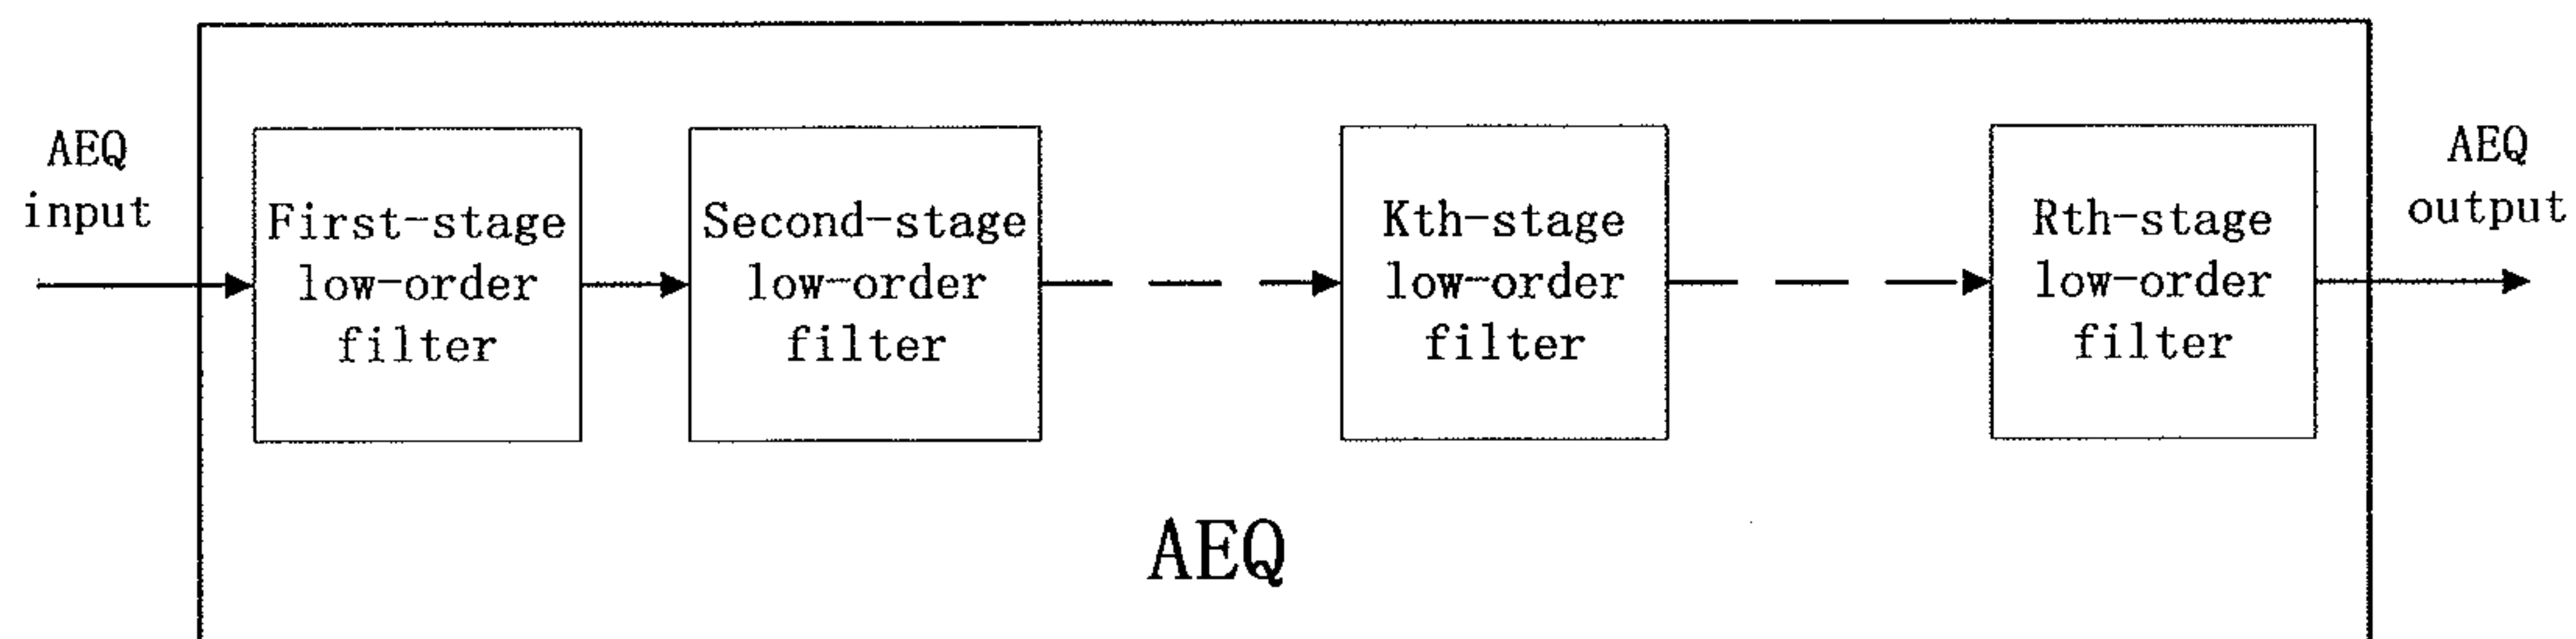 AEQ
input
First-stage
low-order
filter
Second-stage
low-order
filter
Kth-stage
low-order
filter
Rth-stage
low-order
filter
AEQ
output
AEQ